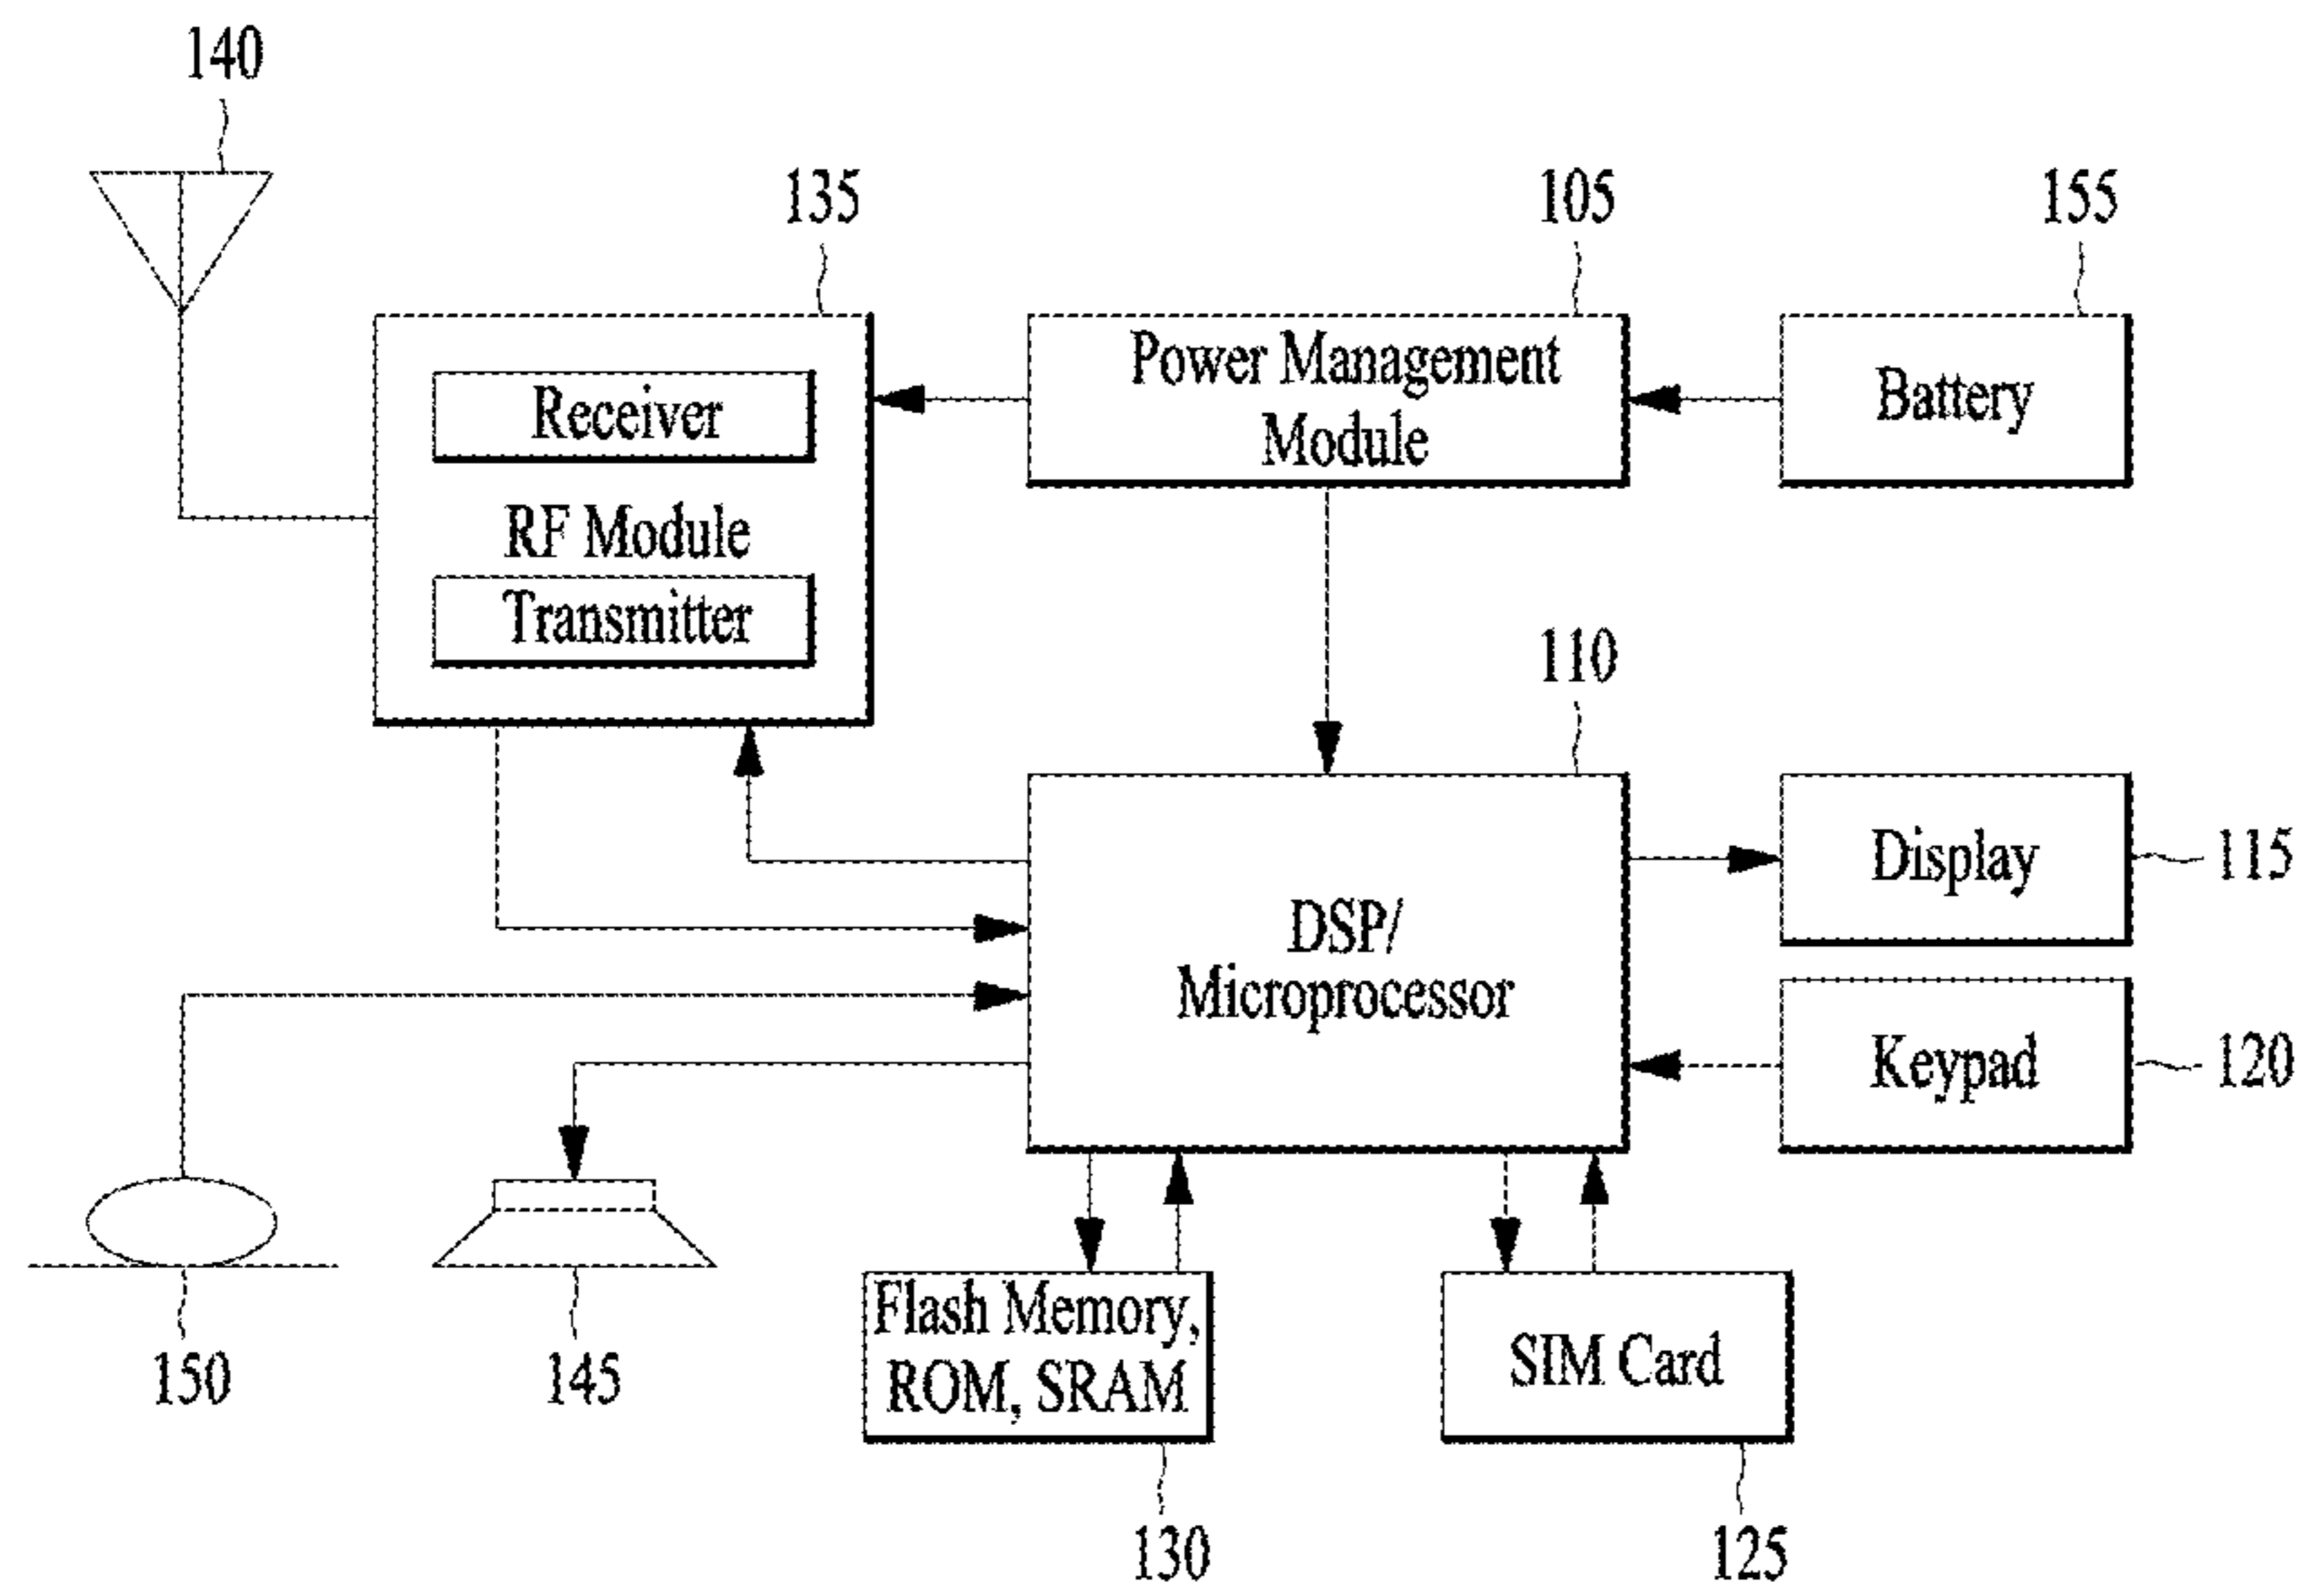 140
135
105
155
Receiver
RF Module
Transmitter
Power Management
Module
Battery
110
DSP/
Microprocessor
Display
115
Keypad
120
150
145
Flash Memory,
ROM, SRAM
SIM Card
130
125